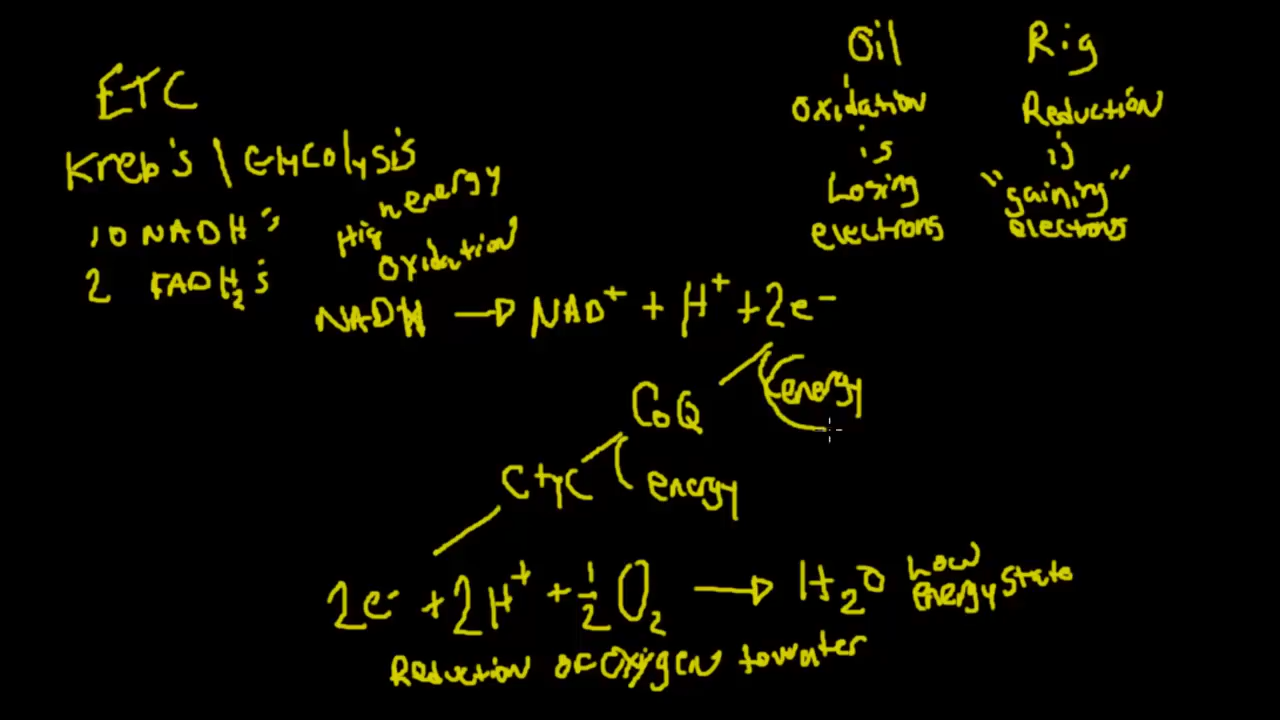 ETC
Kreb's / Glycolysis
10 NADH's
2 FADH₂'s
High energy
oxidation
Oil
oxidation
is
Losing
electrons
Rig
Reduction
is
"gaining"
electrons
NADH → NAD⁺ + H⁺ + 2e⁻
energy
CoQ
CytC
energy
2e⁻ + 2H⁺ + ½O₂ → H₂O
Low
energy state
Reduction of oxygen to water